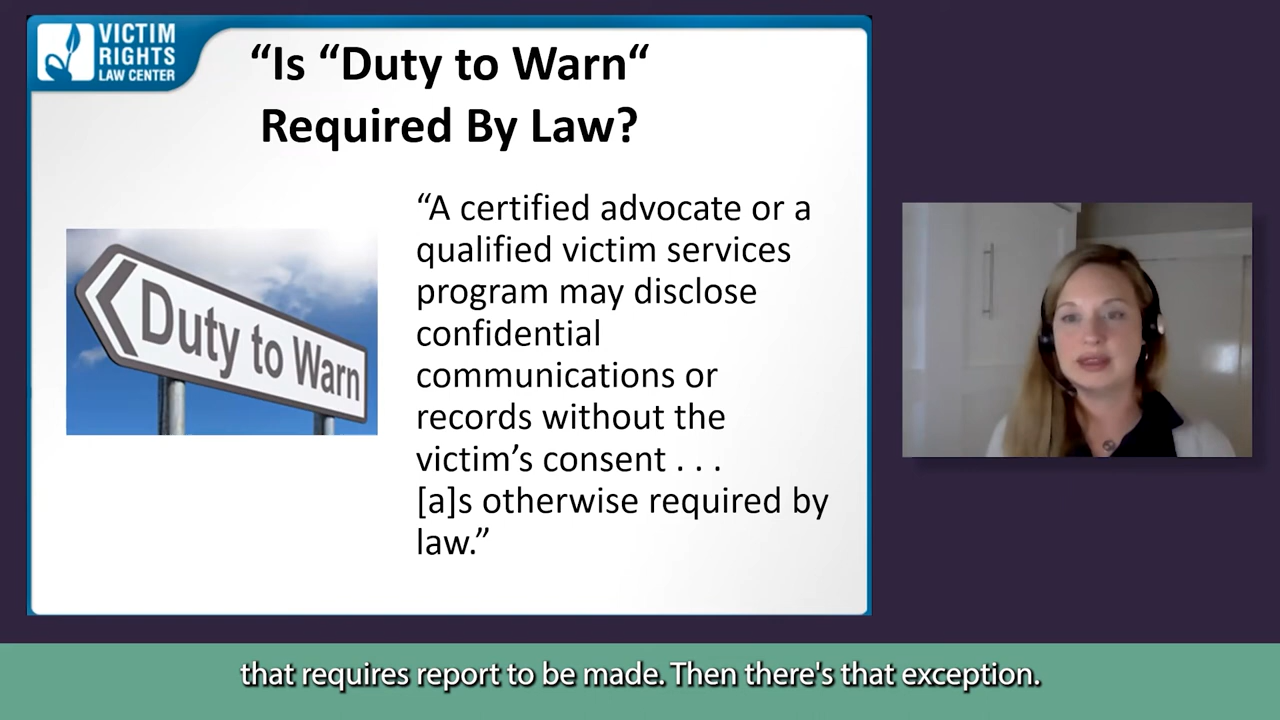 VICTIM
RIGHTS
LAW CENTER
“Is “Duty to Warn“
Required By Law?
Duty to Warn
“A certified advocate or a
qualified victim services
program may disclose
confidential
communications or
records without the
victim’s consent . . .
[a]s otherwise required by
law.”
that requires report to be made. Then there's that exception.